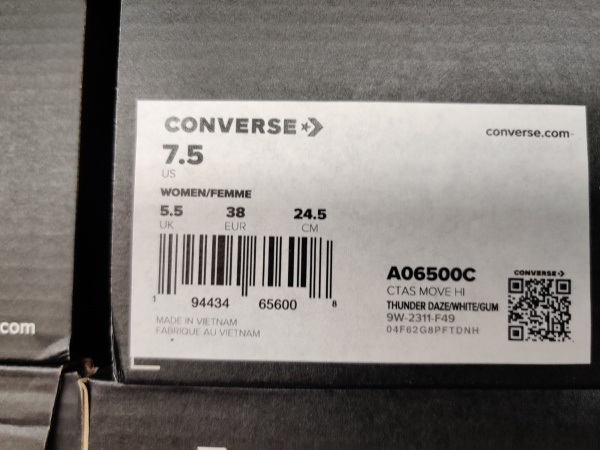 CONVERSE
converse.com
7.5
US
WOMEN/FEMME
5.5 38 24.5
UK EUR CM
1 94434 65600 8
MADE IN VIETNAM
FABRIQUE AU VIETNAM
A06500C
CTAS MOVE HI
THUNDER DAZE/WHITE/GUM
9W-2311-F49
04F62G8PFTDNH
CONVERSE
.com